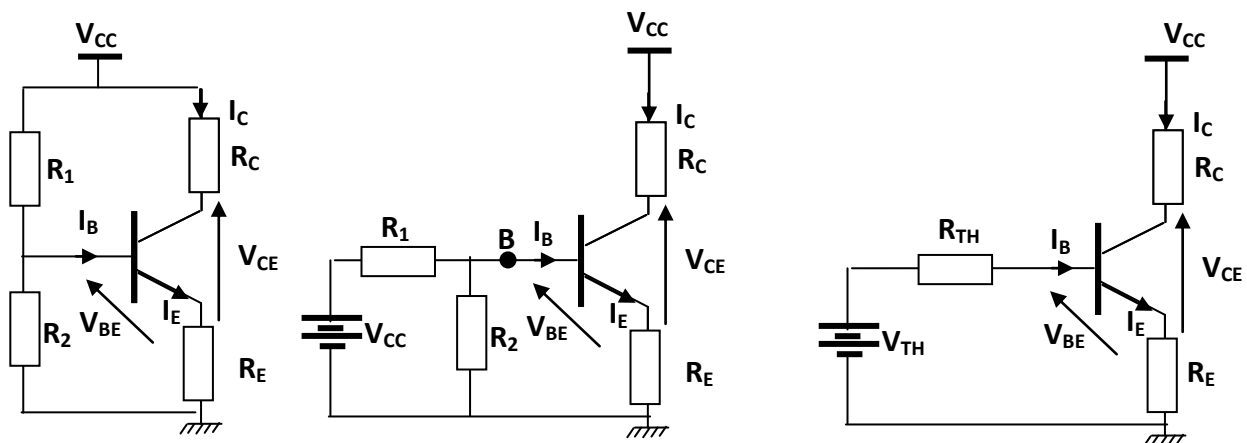 V_CC
I_C
R_C
R_1
I_B
V_CE
R_2
V_BE
I_E
R_E
V_CC
I_C
R_C
R_1
B
I_B
V_CE
V_CC
R_2
V_BE
I_E
R_E
V_CC
I_C
R_C
R_TH
I_B
V_CE
V_TH
V_BE
I_E
R_E